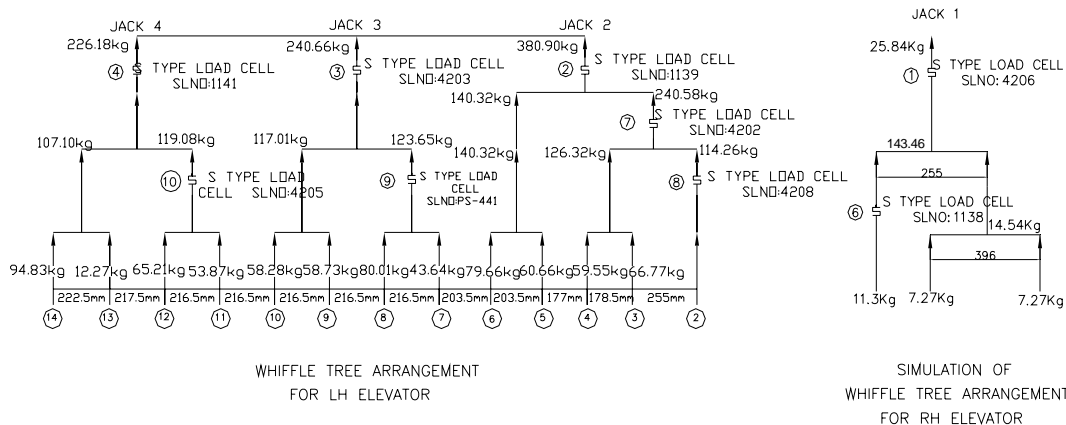 JACK 4 JACK 3 JACK 2 JACK 1
226.18kg 240.66kg 380.90kg 25.84KG
4 S TYPE LOAD CELL
SLNO:1141
3 S TYPE LOAD CELL
SLNO:4203
2 S TYPE LOAD CELL
SLNO:1139
1 S TYPE LOAD CELL
SLNO: 4206
140.32kg 240.58kg
7 S TYPE LOAD CELL
SLNO:4202
107.10kg 119.08kg 117.01kg 123.65kg 140.32kg 126.32kg 114.26kg
143.46
255
10 S TYPE LOAD
CELL SLNO:4205
9 S TYPE LOAD
CELL
SLNO:PS-441
8 S TYPE LOAD CELL
SLNO:4208
6 S TYPE LOAD CELL
SLNO: 1138
14.54Kg
396
94.83kg 12.27kg 65.21kg 53.87kg 58.28kg 58.73kg 80.01kg 43.64kg 79.66kg 60.66kg 59.55kg 66.77kg
11.3Kg 7.27Kg 7.27Kg
222.5mm 217.5mm 216.5mm 216.5mm 216.5mm 216.5mm 216.5mm 203.5mm 203.5mm 177mm 178.5mm 255mm
14 13 12 11 10 9 8 7 6 5 4 3 2
WHIFFLE TREE ARRANGEMENT
FOR LH ELEVATOR
SIMULATION OF
WHIFFLE TREE ARRANGEMENT
FOR RH ELEVATOR